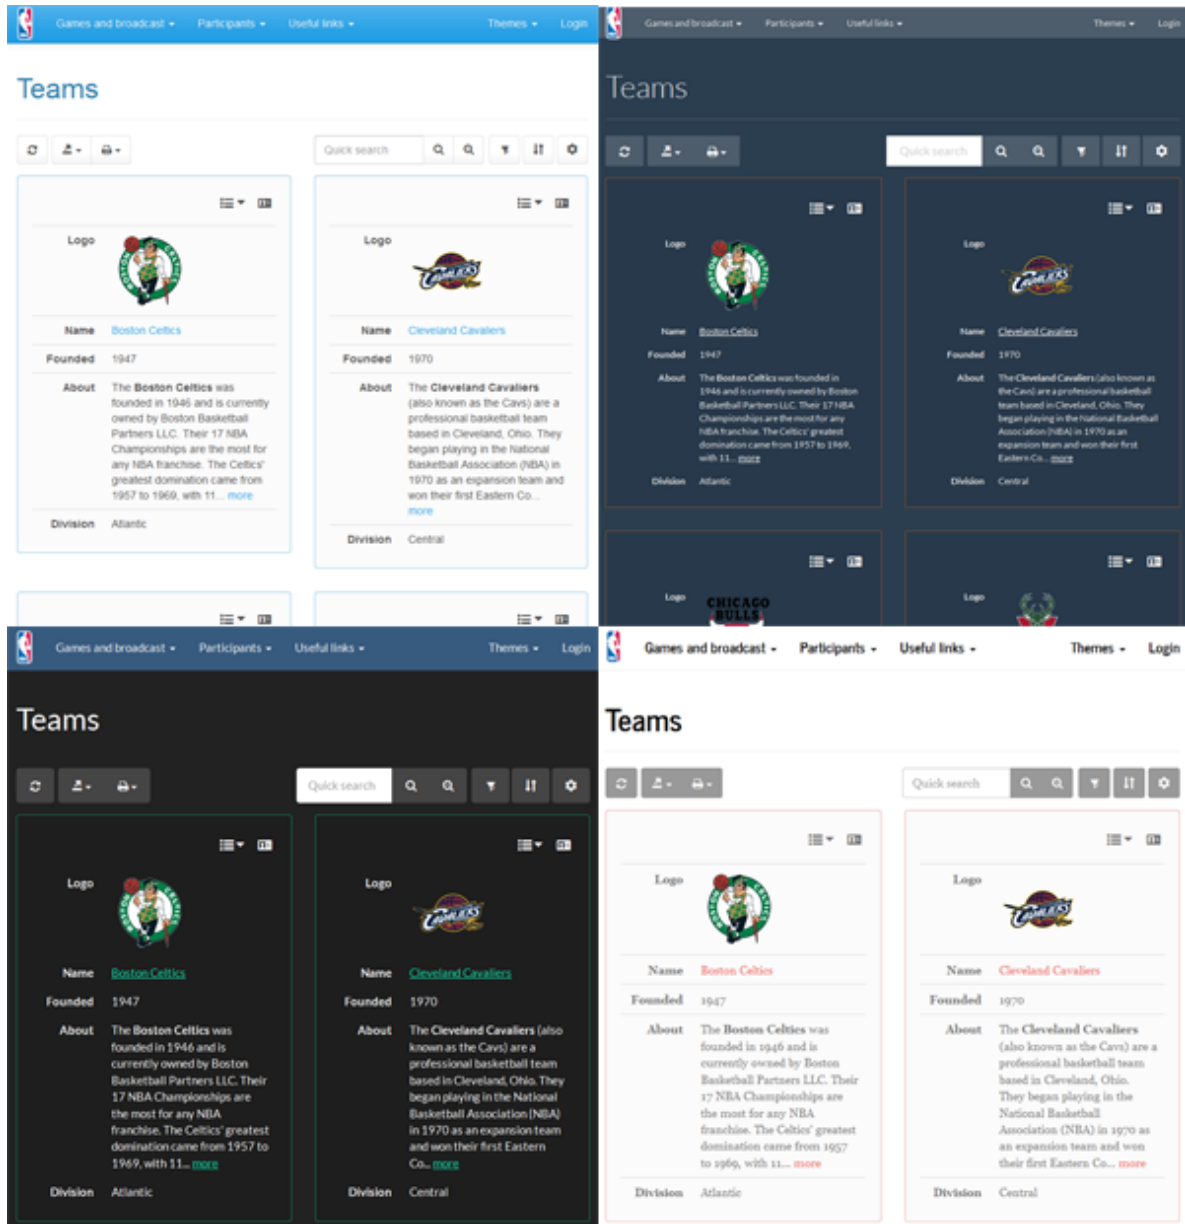 Games and broadcast Participants Useful links Themes Login
Teams
Quick search
Logo
BOSTON CELTICS
Name Boston Celtics
Founded 1947
About The Boston Celtics was
founded in 1946 and is currently
owned by Boston Basketball
Partners LLC. Their 17 NBA
Championships are the most for
any NBA franchise. The Celtics'
greatest domination came from
1957 to 1969, with 11... more
Division Atlantic
Logo
CAVALIERS
Name Cleveland Cavaliers
Founded 1970
About The Cleveland Cavaliers
(also known as the Cavs) are a
professional basketball team
based in Cleveland, Ohio. They
began playing in the National
Basketball Association (NBA) in
1970 as an expansion team and
won their first Eastern Co...
more
Division Central
Games and broadcast Participants Useful links Themes Login
Teams
Quick search
Logo
BOSTON CELTICS
Name Boston Celtics
Founded 1947
About The Boston Celtics was founded in
1946 and is currently owned by Boston
Basketball Partners LLC. Their 17 NBA
Championships are the most for any
NBA franchise. The Celtics' greatest
domination came from 1957 to 1969,
with 11... more
Division Atlantic
Logo
CAVALIERS
Name Cleveland Cavaliers
Founded 1970
About The Cleveland Cavaliers (also known as
the Cavs) are a professional basketball
team based in Cleveland, Ohio. They
began playing in the National Basketball
Association (NBA) in 1970 as an
expansion team and won their first
Eastern Co... more
Division Central
Logo
CHICAGO
BULLS
Logo
Games and broadcast Participants Useful links Themes Login
Teams
Quick search
Logo
BOSTON CELTICS
Name Boston Celtics
Founded 1947
About The Boston Celtics was
founded in 1946 and is
currently owned by Boston
Basketball Partners LLC. Their
17 NBA Championships are
the most for any NBA
franchise. The Celtics' greatest
domination came from 1957 to
1969, with 11... more
Division Atlantic
Logo
CAVALIERS
Name Cleveland Cavaliers
Founded 1970
About The Cleveland Cavaliers (also
known as the Cavs) are a
professional basketball team
based in Cleveland, Ohio. They
began playing in the National
Basketball Association (NBA)
in 1970 as an expansion team
and won their first Eastern
Co... more
Division Central
Games and broadcast Participants Useful links Themes Login
Teams
Quick search
Logo
BOSTON CELTICS
Name Boston Celtics
Founded 1947
About The Boston Celtics was
founded in 1946 and is
currently owned by Boston
Basketball Partners LLC. Their
17 NBA Championships are
the most for any NBA
franchise. The Celtics' greatest
domination came from 1957
to 1969, with 11... more
Division Atlantic
Logo
CAVALIERS
Name Cleveland Cavaliers
Founded 1970
About The Cleveland Cavaliers
(also known as the Cavs) are a
professional basketball team
based in Cleveland, Ohio.
They began playing in the
National Basketball
Association (NBA) in 1970 as
an expansion team and won
their first Eastern Co... more
Division Central